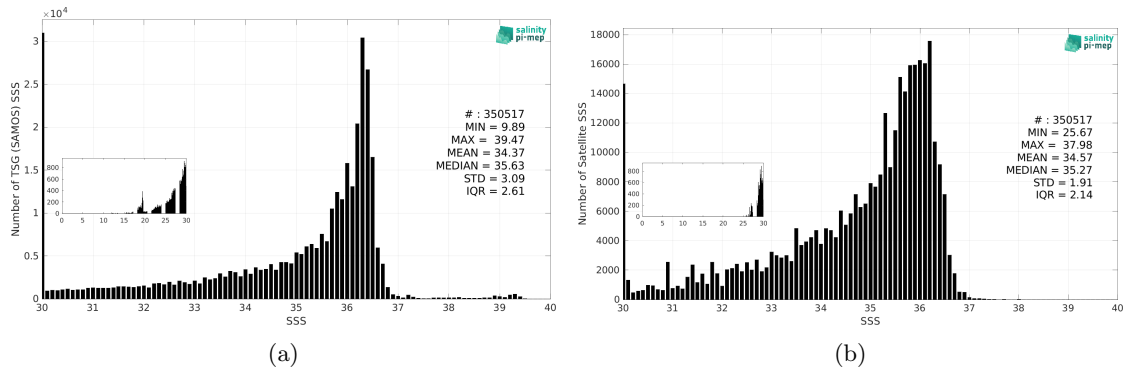 ×10⁴
3
2.5
2
1.5
1
0.5
0
Number of TSG (SAMOS) SSS
salinity
pi-mep
# : 350517
MIN = 9.89
MAX = 39.47
MEAN = 34.37
MEDIAN = 35.63
STD = 3.09
IQR = 2.61
800
600
400
200
0
0 5 10 15 20 25 30
30 31 32 33 34 35 36 37 38 39 40
SSS
(a)
18000
16000
14000
12000
10000
8000
6000
4000
2000
0
Number of Satellite SSS
salinity
pi-mep
# : 350517
MIN = 25.67
MAX = 37.98
MEAN = 34.57
MEDIAN = 35.27
STD = 1.91
IQR = 2.14
800
600
400
200
0
0 5 10 15 20 25 30
30 31 32 33 34 35 36 37 38 39 40
SSS
(b)